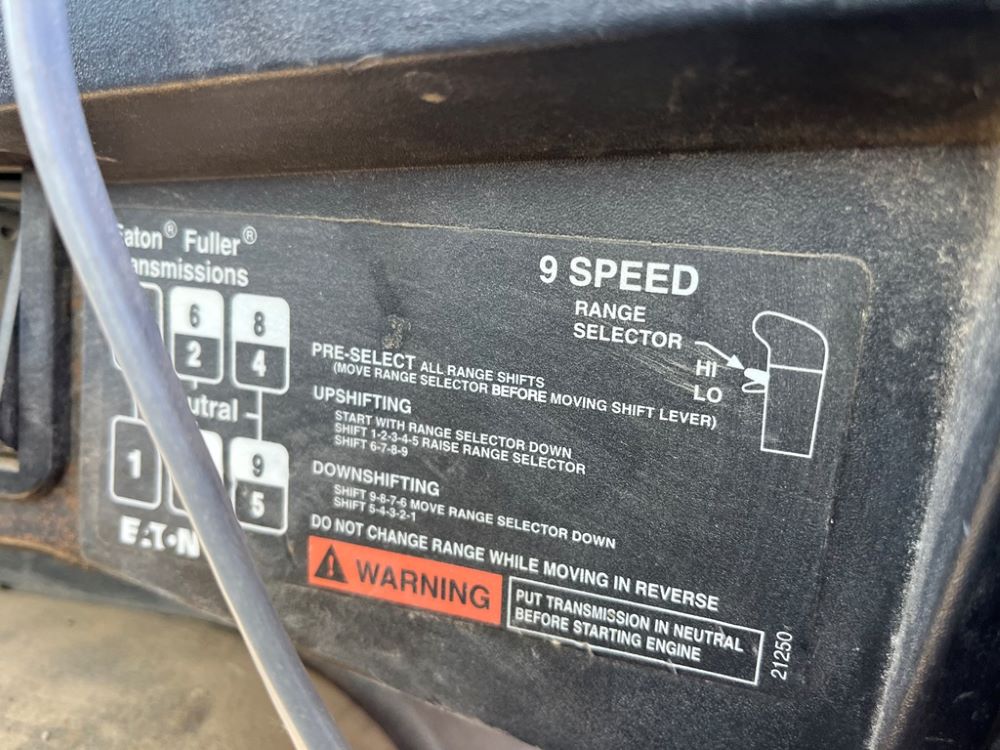 aton® Fuller®
ansmissions
6 8
2 4
utral
1 9
5
EATON
9 SPEED
RANGE
SELECTOR
HI
LO
PRE-SELECT ALL RANGE SHIFTS
(MOVE RANGE SELECTOR BEFORE MOVING SHIFT LEVER)
UPSHIFTING
START WITH RANGE SELECTOR DOWN
SHIFT 1-2-3-4-5 RAISE RANGE SELECTOR
SHIFT 6-7-8-9
DOWNSHIFTING
SHIFT 9-8-7-6 MOVE RANGE SELECTOR DOWN
SHIFT 5-4-3-2-1
DO NOT CHANGE RANGE WHILE MOVING IN REVERSE
WARNING
PUT TRANSMISSION IN NEUTRAL
BEFORE STARTING ENGINE
21250